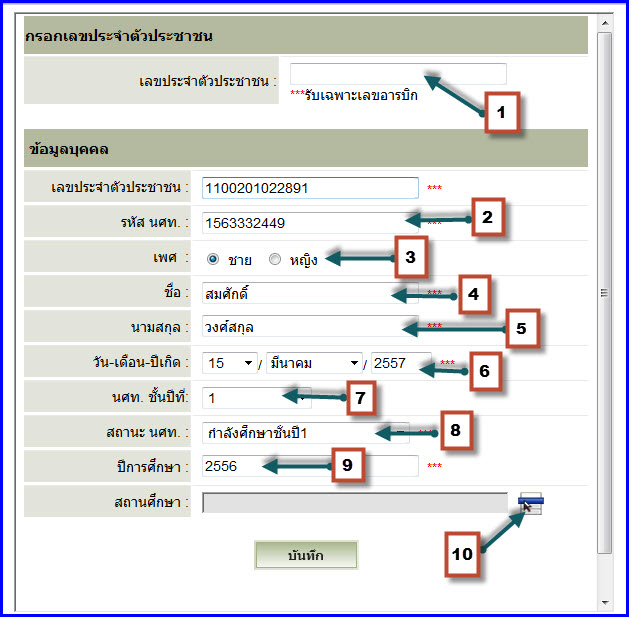 กรอกเลขประจำตัวประชาชน
เลขประจำตัวประชาชน :
***รับเฉพาะเลขอารบิก
1
ข้อมูลบุคคล
เลขประจำตัวประชาชน : 1100201022891 ***
รหัส นศท. : 1563332449 *** 2
เพศ : ชาย หญิง 3
ชื่อ : สมศักดิ์ *** 4
นามสกุล : วงศ์สกุล *** 5
วัน-เดือน-ปีเกิด : 15 / มีนาคม / 2557 *** 6
นศท. ชั้นปีที่: 1 7
สถานะ นศท. : กำลังศึกษาชั้นปี1 *** 8
ปีการศึกษา : 2556 *** 9
สถานศึกษา :
10
บันทึก